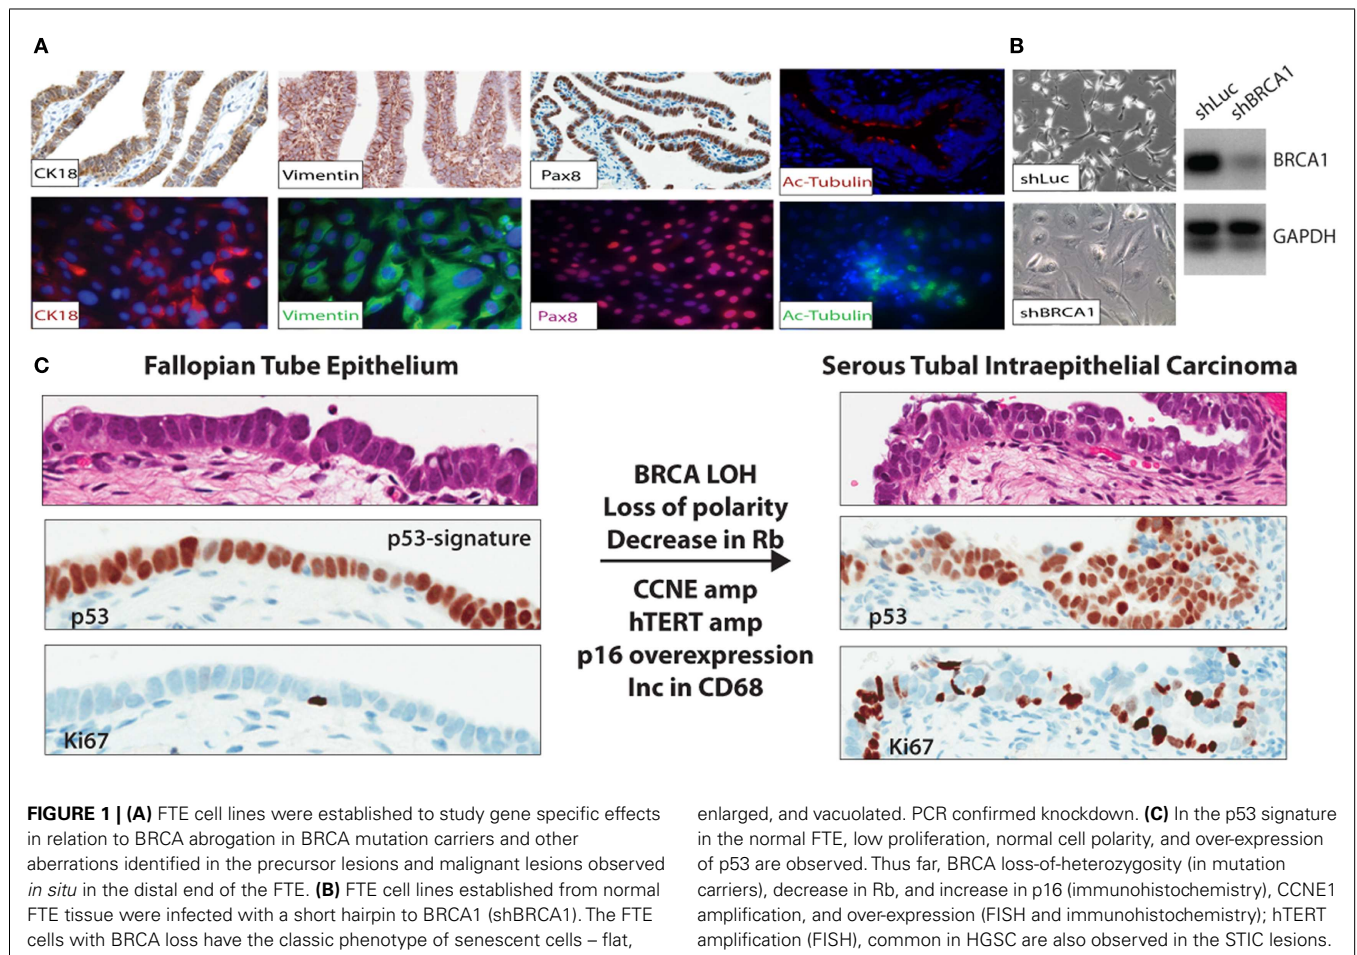 A
B
CK18
Vimentin
Pax8
Ac-Tubulin
shLuc
shLuc
shBRCA1
BRCA1
CK18
Vimentin
Pax8
Ac-Tubulin
shBRCA1
GAPDH
C
Fallopian Tube Epithelium
Serous Tubal Intraepithelial Carcinoma
p53-signature
p53
Ki67
BRCA LOH
Loss of polarity
Decrease in Rb
CCNE amp
hTERT amp
p16 overexpression
Inc in CD68
p53
Ki67
FIGURE 1 | (A) FTE cell lines were established to study gene specific effects
in relation to BRCA abrogation in BRCA mutation carriers and other
aberrations identified in the precursor lesions and malignant lesions observed
in situ in the distal end of the FTE. (B) FTE cell lines established from normal
FTE tissue were infected with a short hairpin to BRCA1 (shBRCA1). The FTE
cells with BRCA loss have the classic phenotype of senescent cells – flat,
enlarged, and vacuolated. PCR confirmed knockdown. (C) In the p53 signature
in the normal FTE, low proliferation, normal cell polarity, and over-expression
of p53 are observed. Thus far, BRCA loss-of-heterozygosity (in mutation
carriers), decrease in Rb, and increase in p16 (immunohistochemistry), CCNE1
amplification, and over-expression (FISH and immunohistochemistry); hTERT
amplification (FISH), common in HGSC are also observed in the STIC lesions.